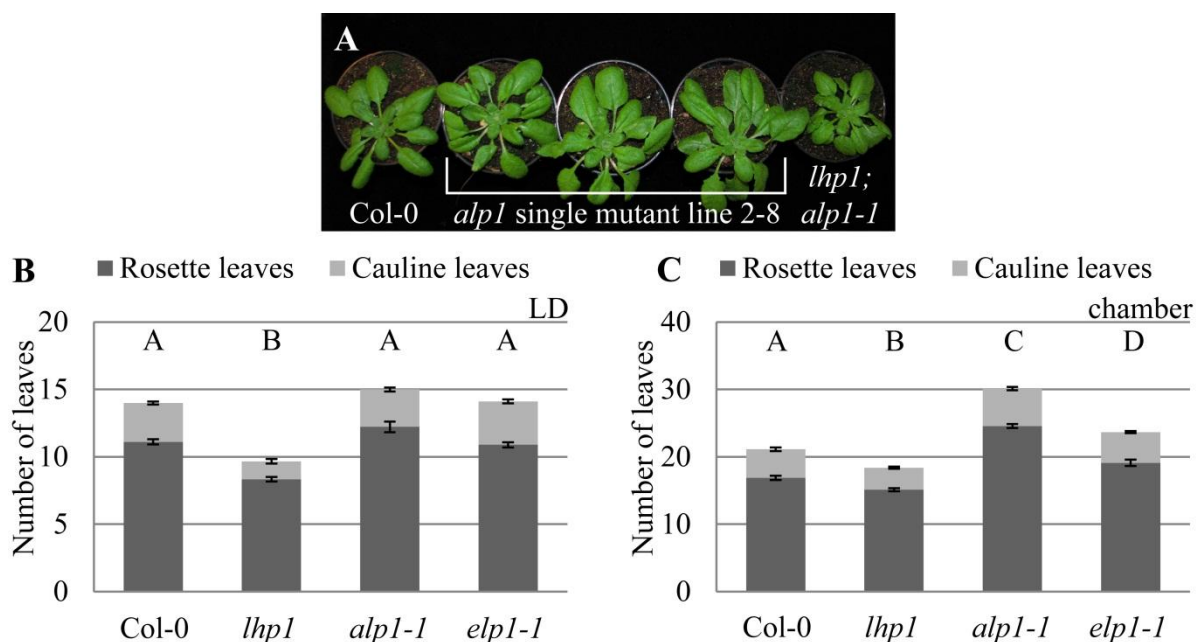 A
Col-0
alp1 single mutant line 2-8
lhp1;
alp1-1
B
Rosette leaves Cauline leaves
LD
Number of leaves
20
15
10
5
0
A B A A
Col-0 lhp1 alp1-1 elp1-1
C
Rosette leaves Cauline leaves
chamber
Number of leaves
40
30
20
10
0
A B C D
Col-0 lhp1 alp1-1 elp1-1